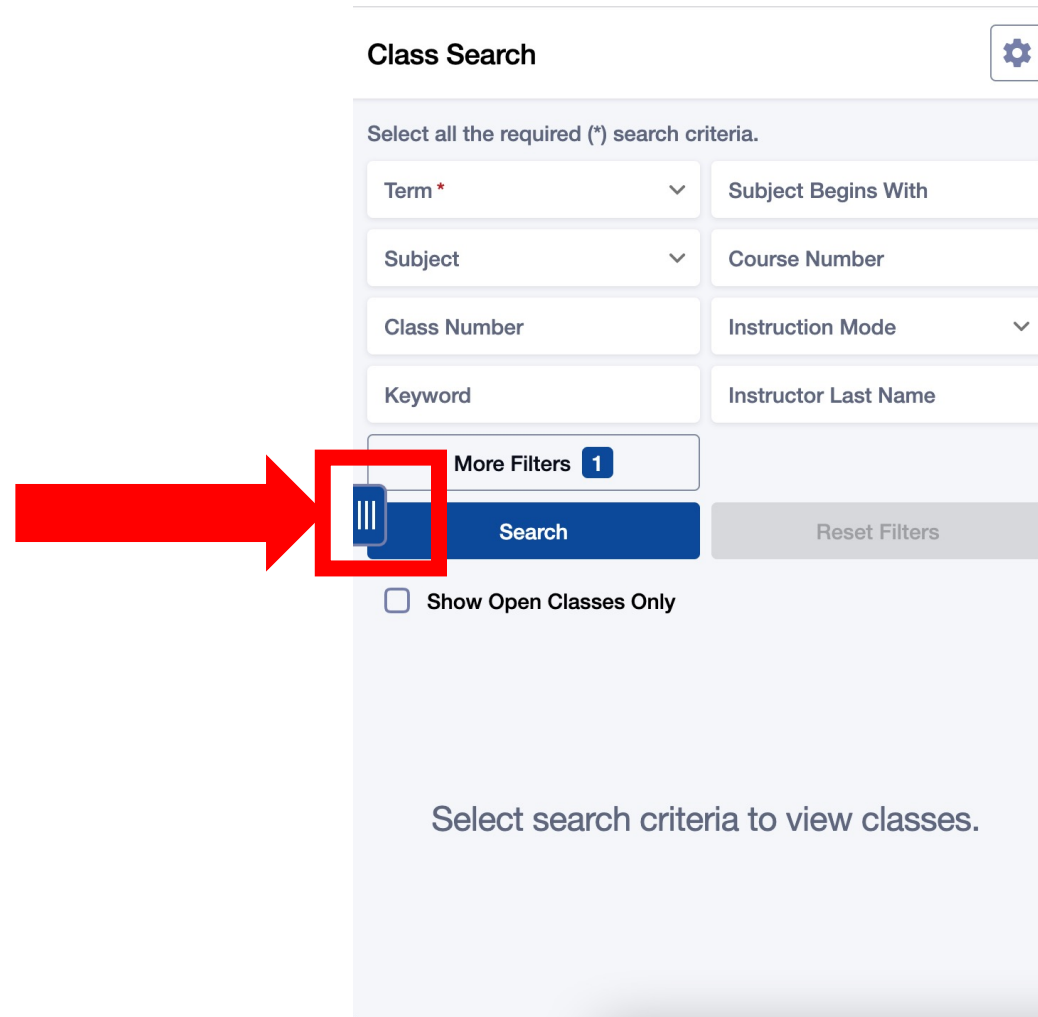 Class Search
Select all the required (*) search criteria.
Term *
Subject Begins With
Subject
Course Number
Class Number
Instruction Mode
Keyword
Instructor Last Name
More Filters 1
Search
Reset Filters
Show Open Classes Only
Select search criteria to view classes.